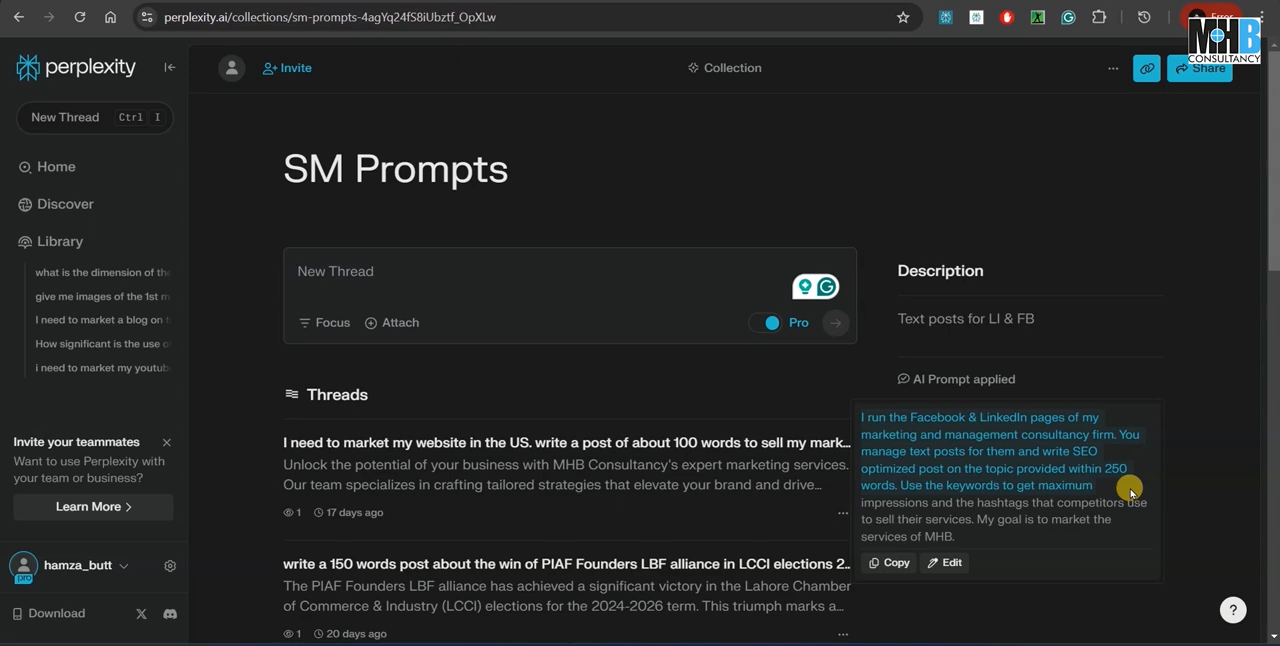 perplexity.ai/collections/sm-prompts-4agYq24fS8iUbztf_OpXLw
Error
MHB
CONSULTANCY
perplexity
Invite
Collection
Share
New Thread Ctrl I
Home
Discover
Library
what is the dimension of the
give me images of the 1st m
I need to market a blog on
How significant is the use
i need to market my youtub
SM Prompts
New Thread
Focus
Attach
Pro
Description
Text posts for LI & FB
AI Prompt applied
I run the Facebook & LinkedIn pages of my
marketing and management consultancy firm. You
manage text posts for them and write SEO
optimized post on the topic provided within 250
words. Use the keywords to get maximum
impressions and the hashtags that competitors use
to sell their services. My goal is to market the
services of MHB.
Copy
Edit
Threads
I need to market my website in the US. write a post of about 100 words to sell my mark...
Unlock the potential of your business with MHB Consultancy's expert marketing services.
Our team specializes in crafting tailored strategies that elevate your brand and drive...
1 17 days ago
write a 150 words post about the win of PIAF Founders LBF alliance in LCCI elections 2...
The PIAF Founders LBF alliance has achieved a significant victory in the Lahore Chamber
of Commerce & Industry (LCCI) elections for the 2024-2026 term. This triumph marks a...
1 20 days ago
Invite your teammates
Want to use Perplexity with
your team or business?
Learn More
hamza_butt
pro
Download
?